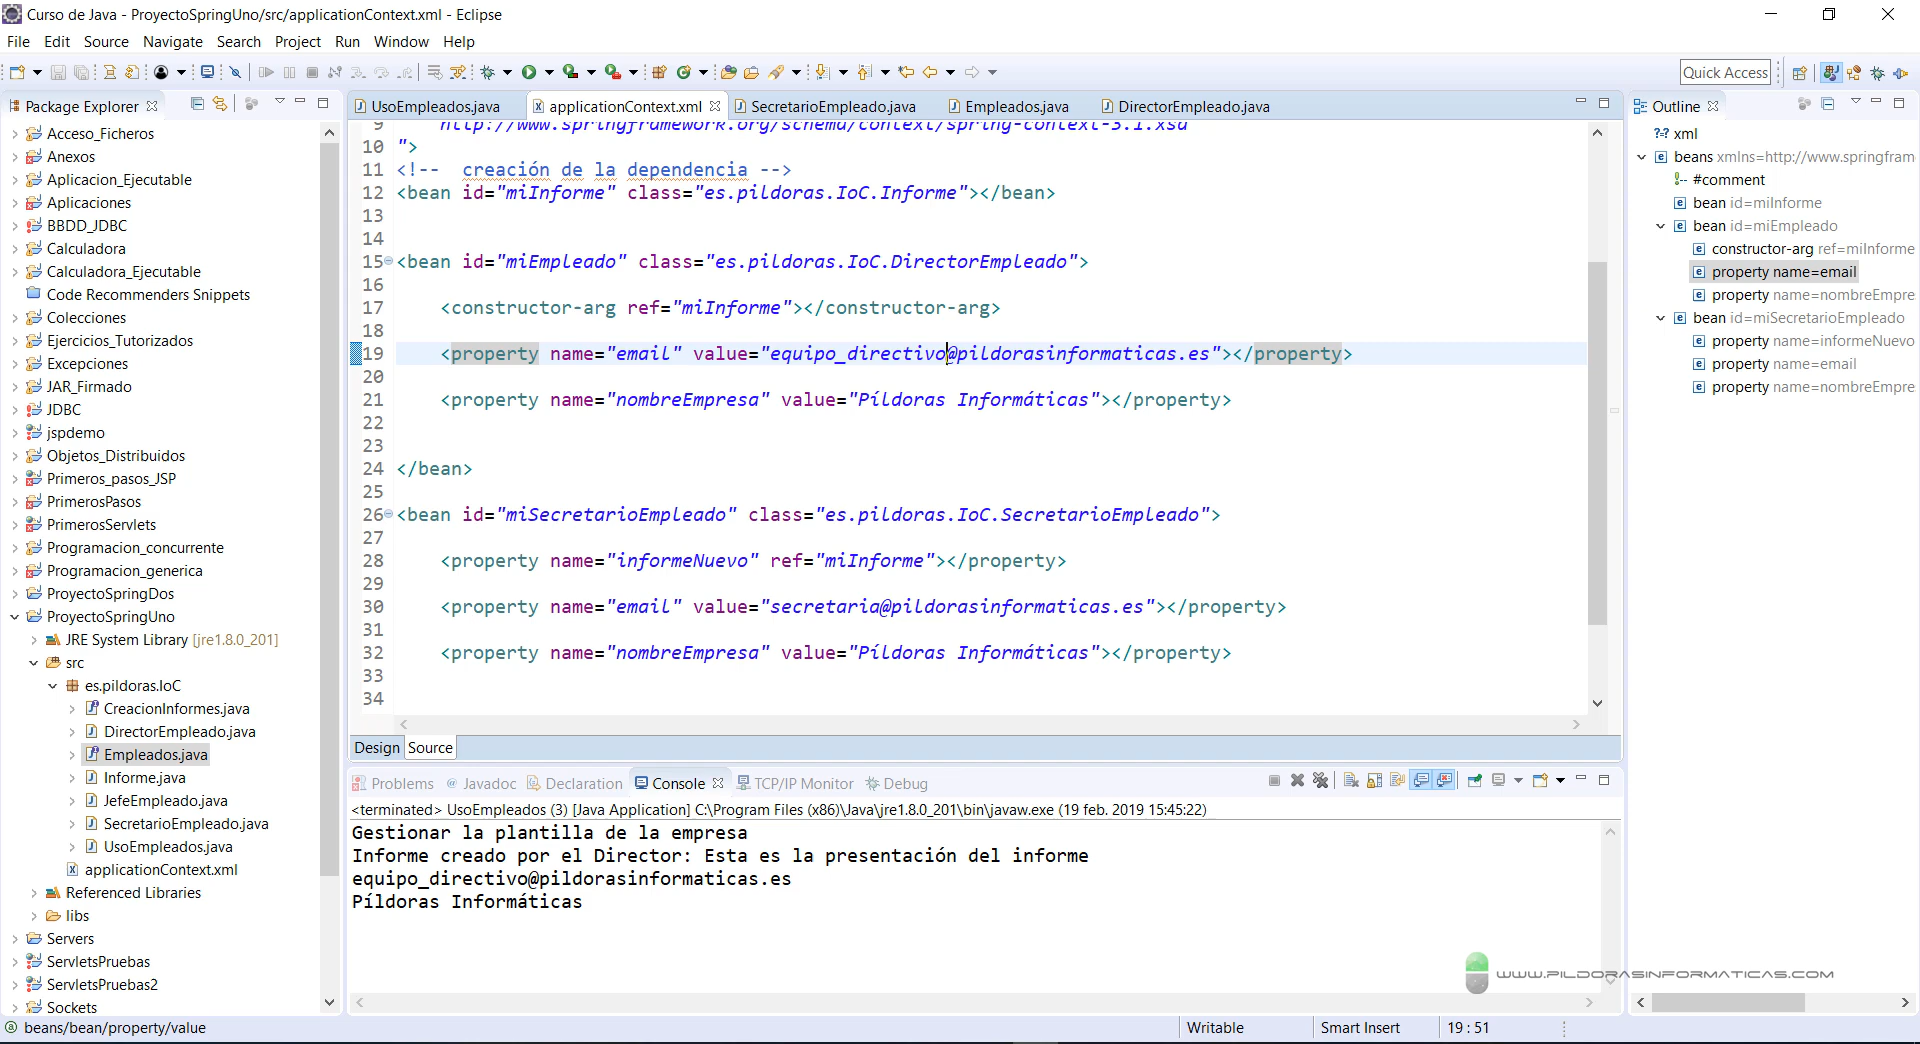 Curso de Java - ProyectoSpringUno/src/applicationContext.xml - Eclipse
File Edit Source Navigate Search Project Run Window Help
Quick Access
Package Explorer
Acceso_Ficheros
Anexos
Aplicacion_Ejecutable
Aplicaciones
BBDD_JDBC
Calculadora
Calculadora_Ejecutable
Code Recommenders Snippets
Colecciones
Ejercicios_Tutorizados
Excepciones
JAR_Firmado
JDBC
jspdemo
Objetos_Distribuidos
Primeros_pasos_JSP
PrimerosPasos
PrimerosServlets
Programacion_concurrente
Programacion_generica
ProyectoSpringDos
ProyectoSpringUno
JRE System Library [jre1.8.0_201]
src
es.pildoras.IoC
CreacionInformes.java
DirectorEmpleado.java
Empleados.java
Informe.java
JefeEmpleado.java
SecretarioEmpleado.java
UsoEmpleados.java
applicationContext.xml
Referenced Libraries
libs
Servers
ServletsPruebas
ServletsPruebas2
Sockets
UsoEmpleados.java applicationContext.xml SecretarioEmpleado.java Empleados.java DirectorEmpleado.java
9 http://www.springframework.org/schema/context/spring-context-3.1.xsd
10 ">
11 <!-- creación de la dependencia -->
12 <bean id="miInforme" class="es.pildoras.IoC.Informe"></bean>
13
14
15 <bean id="miEmpleado" class="es.pildoras.IoC.DirectorEmpleado">
16
17 <constructor-arg ref="miInforme"></constructor-arg>
18
19 <property name="email" value="equipo_directivo@pildorasinformaticas.es"></property>
20
21 <property name="nombreEmpresa" value="Píldoras Informáticas"></property>
22
23
24 </bean>
25
26 <bean id="miSecretarioEmpleado" class="es.pildoras.IoC.SecretarioEmpleado">
27
28 <property name="informeNuevo" ref="miInforme"></property>
29
30 <property name="email" value="secretaria@pildorasinformaticas.es"></property>
31
32 <property name="nombreEmpresa" value="Píldoras Informáticas"></property>
33
34
Design Source
Problems Javadoc Declaration Console TCP/IP Monitor Debug
<terminated> UsoEmpleados (3) [Java Application] C:\Program Files (x86)\Java\jre1.8.0_201\bin\javaw.exe (19 feb. 2019 15:45:22)
Gestionar la plantilla de la empresa
Informe creado por el Director: Esta es la presentación del informe
equipo_directivo@pildorasinformaticas.es
Píldoras Informáticas
Outline
xml
beans xmlns=http://www.springfram
#comment
bean id=miInforme
bean id=miEmpleado
constructor-arg ref=miInforme
property name=email
property name=nombreEmpre
bean id=miSecretarioEmpleado
property name=informeNuevo
property name=email
property name=nombreEmpre
WWW.PILDORASINFORMATICAS.COM
beans/bean/property/value
Writable Smart Insert 19 : 51